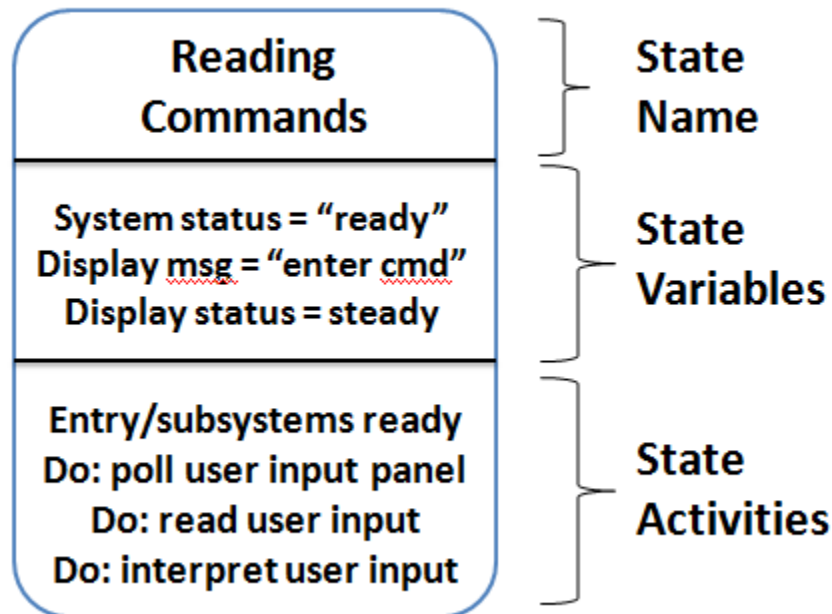 Reading
Commands
State
Name
System status = “ready”
Display msg = “enter cmd”
Display status = steady
State
Variables
Entry/subsystems ready
Do: poll user input panel
Do: read user input
Do: interpret user input
State
Activities